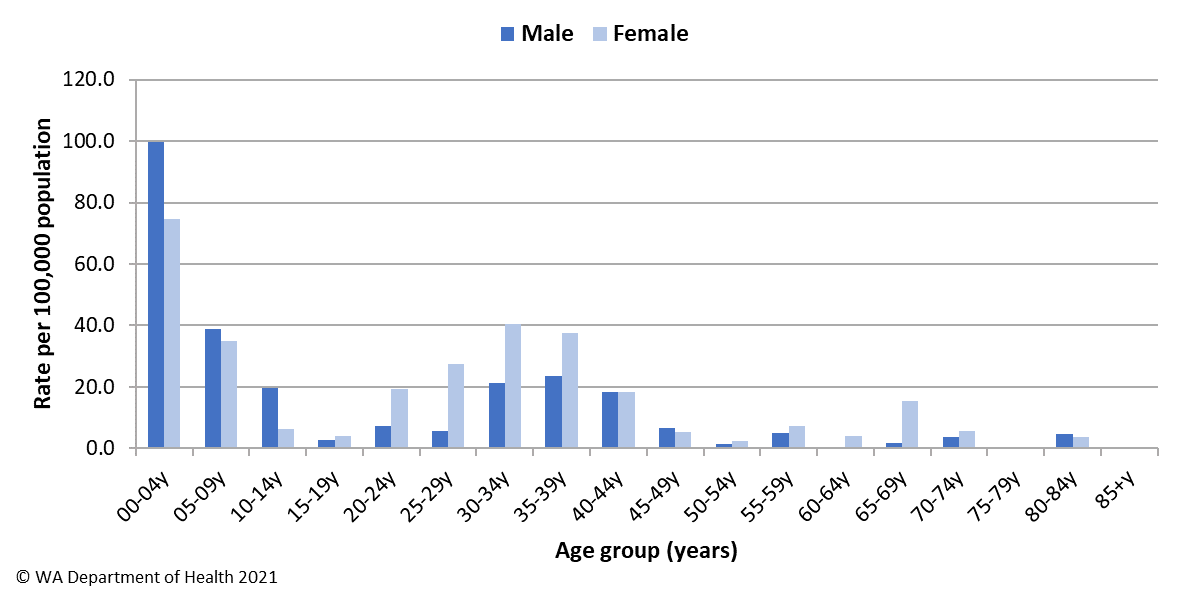 Male Female
120.0
100.0
80.0
60.0
40.0
20.0
0.0
Rate per 100,000 population
00-04y 05-09y 10-14y 15-19y 20-24y 25-29y 30-34y 35-39y 40-44y 45-49y 50-54y 55-59y 60-64y 65-69y 70-74y 75-79y 80-84y 85+y
Age group (years)
© WA Department of Health 2021